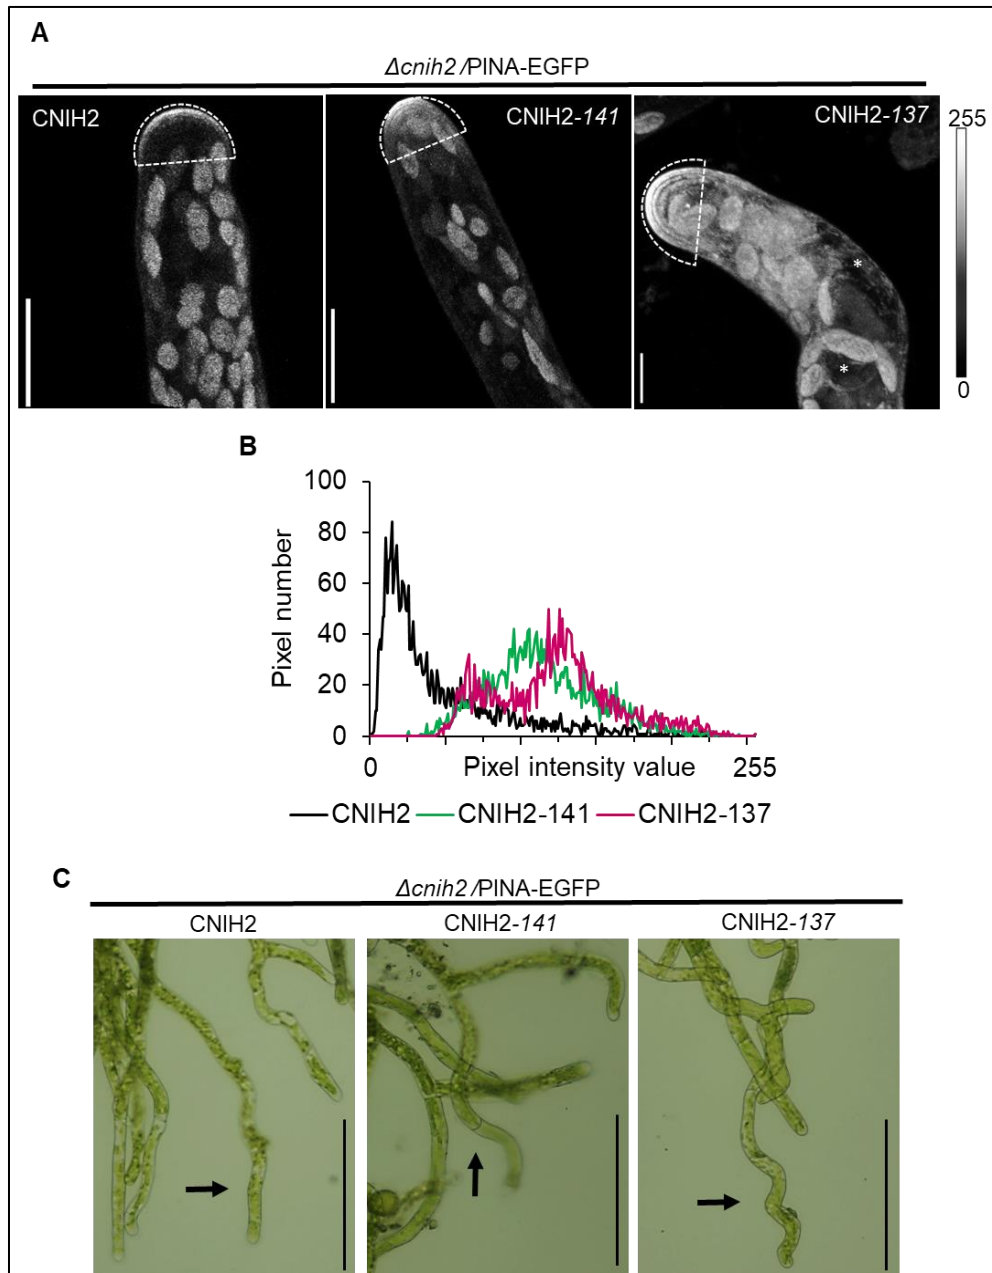 A
Δcnih2 /PINA-EGFP
CNIH2
CNIH2-141
CNIH2-137
255
*
*
0
B
100
80
60
40
20
0
Pixel number
0
Pixel intensity value
255
CNIH2
CNIH2-141
CNIH2-137
C
Δcnih2 /PINA-EGFP
CNIH2
CNIH2-141
CNIH2-137